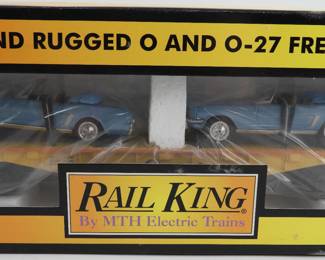 ND RUGGED O AND O-27 FRE
RAIL KING®
By MTH Electric Trains